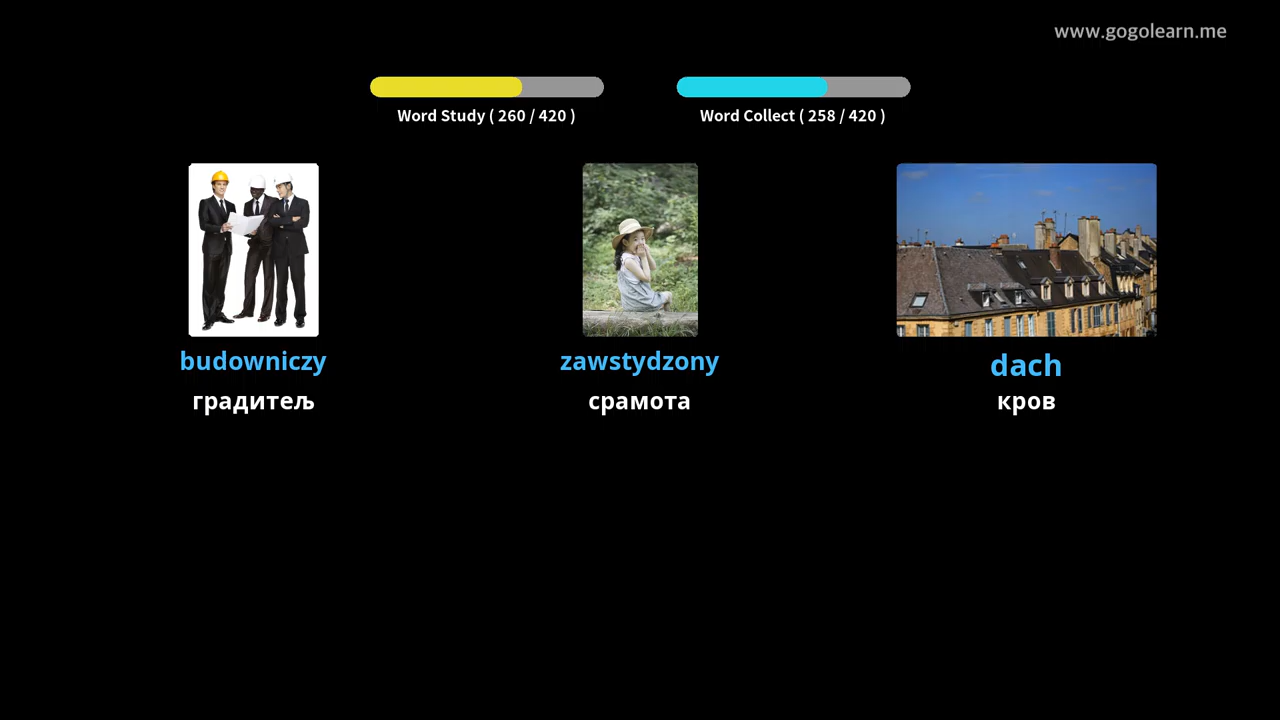 www.gogolearn.me
Word Study ( 260 / 420 )
Word Collect ( 258 / 420 )
budowniczy
градитељ
zawstydzony
срамота
dach
кров